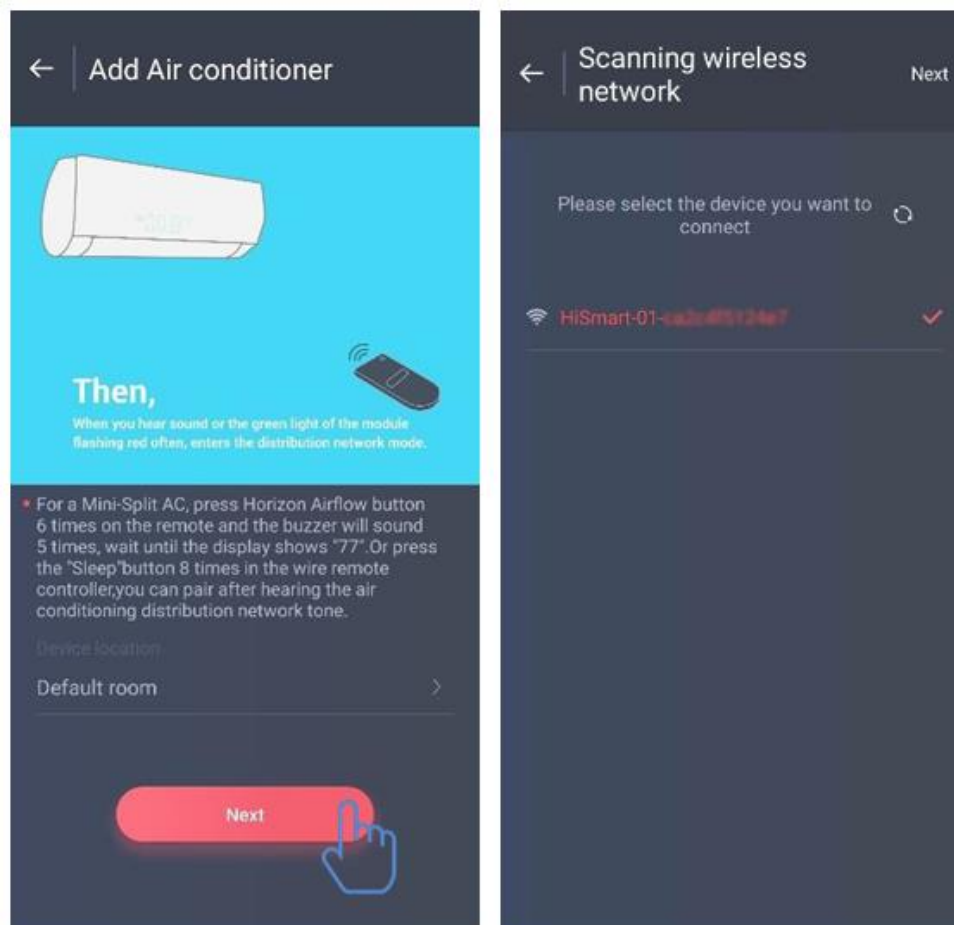 Add Air conditioner
Then,
When you hear sound or the green light of the module
flashing red often, enters the distribution network mode.
For a Mini-Split AC, press Horizon Airflow button
6 times on the remote and the buzzer will sound
5 times, wait until the display shows "77".Or press
the "Sleep"button 8 times in the wire remote
controller,you can pair after hearing the air
conditioning distribution network tone.
Device location
Default room
Next
Scanning wireless
network
Next
Please select the device you want to
connect
HiSmart-01-